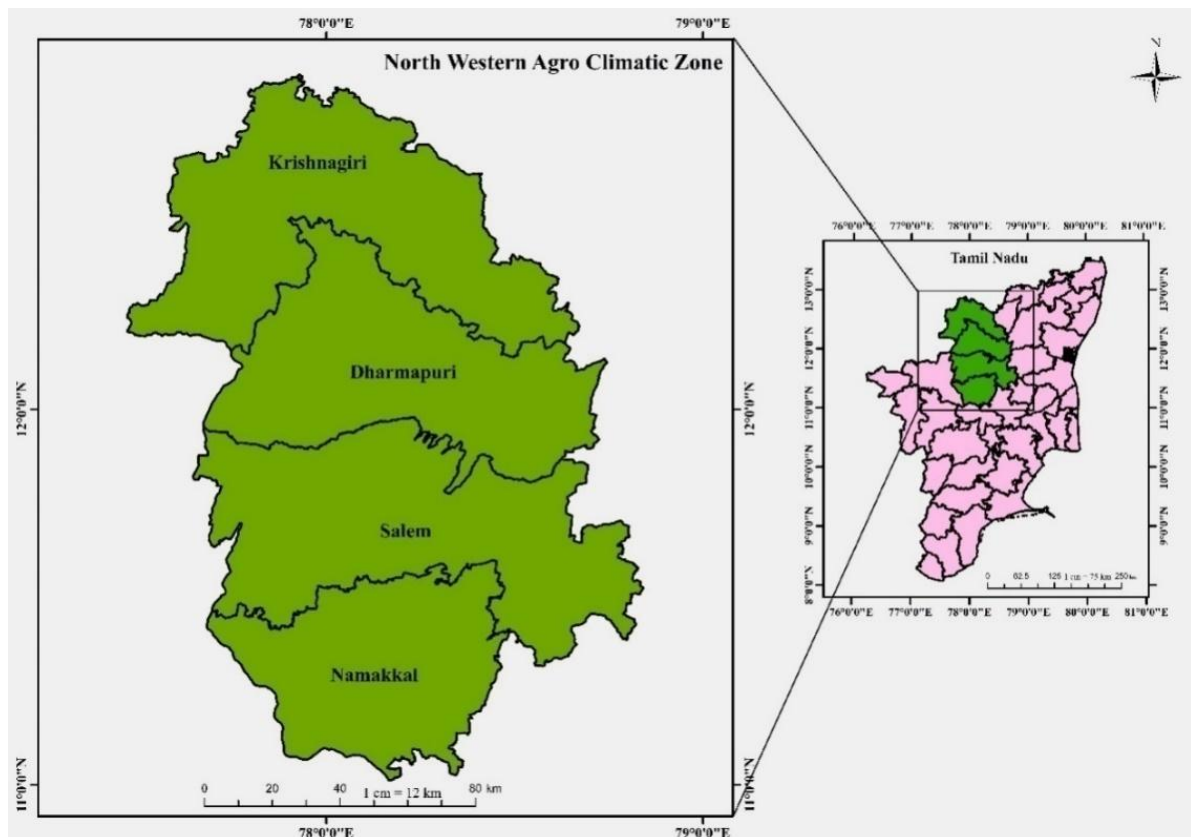 78°0'0"E 79°0'0"E
North Western Agro Climatic Zone
N
Krishnagiri
Dharmapuri
Salem
Namakkal
12°0'0"N 12°0'0"N
11°0'0"N 11°0'0"N
0 20 40 60 80 km
1 cm = 12 km
78°0'0"E 79°0'0"E
76°0'0"E 77°0'0"E 78°0'0"E 79°0'0"E 80°0'0"E 81°0'0"E
Tamil Nadu
13°0'0"N 13°0'0"N
12°0'0"N 12°0'0"N
11°0'0"N 11°0'0"N
10°0'0"N 10°0'0"N
9°0'0"N 9°0'0"N
8°0'0"N
0 62.5 125 1 cm = 75 km 250
76°0'0"E 77°0'0"E 78°0'0"E 79°0'0"E 80°0'0"E 81°0'0"E